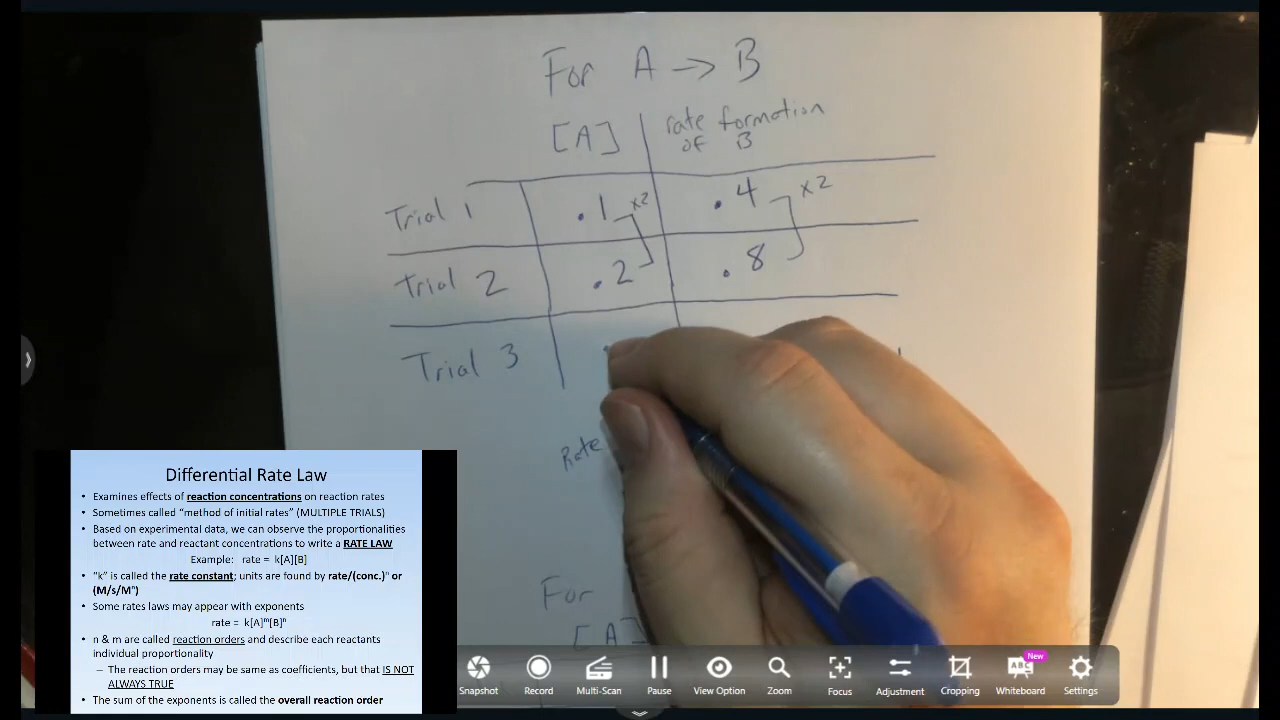 For A → B
[A] rate formation
of B
Trial 1 .1 x2 .4 x2
Trial 2 .2 .8
Trial 3
Rate
For
[A]
Differential Rate Law
• Examines effects of reaction concentrations on reaction rates
• Sometimes called “method of initial rates” (MULTIPLE TRIALS)
• Based on experimental data, we can observe the proportionalities
between rate and reactant concentrations to write a RATE LAW
Example: rate = k[A][B]
• “k” is called the rate constant; units are found by rate/(conc.)ⁿ or
(M/s/Mⁿ)
• Some rates laws may appear with exponents
rate = k[A]ᵐ[B]ⁿ
• n & m are called reaction orders and describe each reactants
individual proportionality
– The reaction orders may be same as coefficients, but that IS NOT
ALWAYS TRUE
• The sum of the exponents is called the overall reaction order
New
Snapshot Record Multi-Scan Pause View Option Zoom Focus Adjustment Cropping Whiteboard Settings